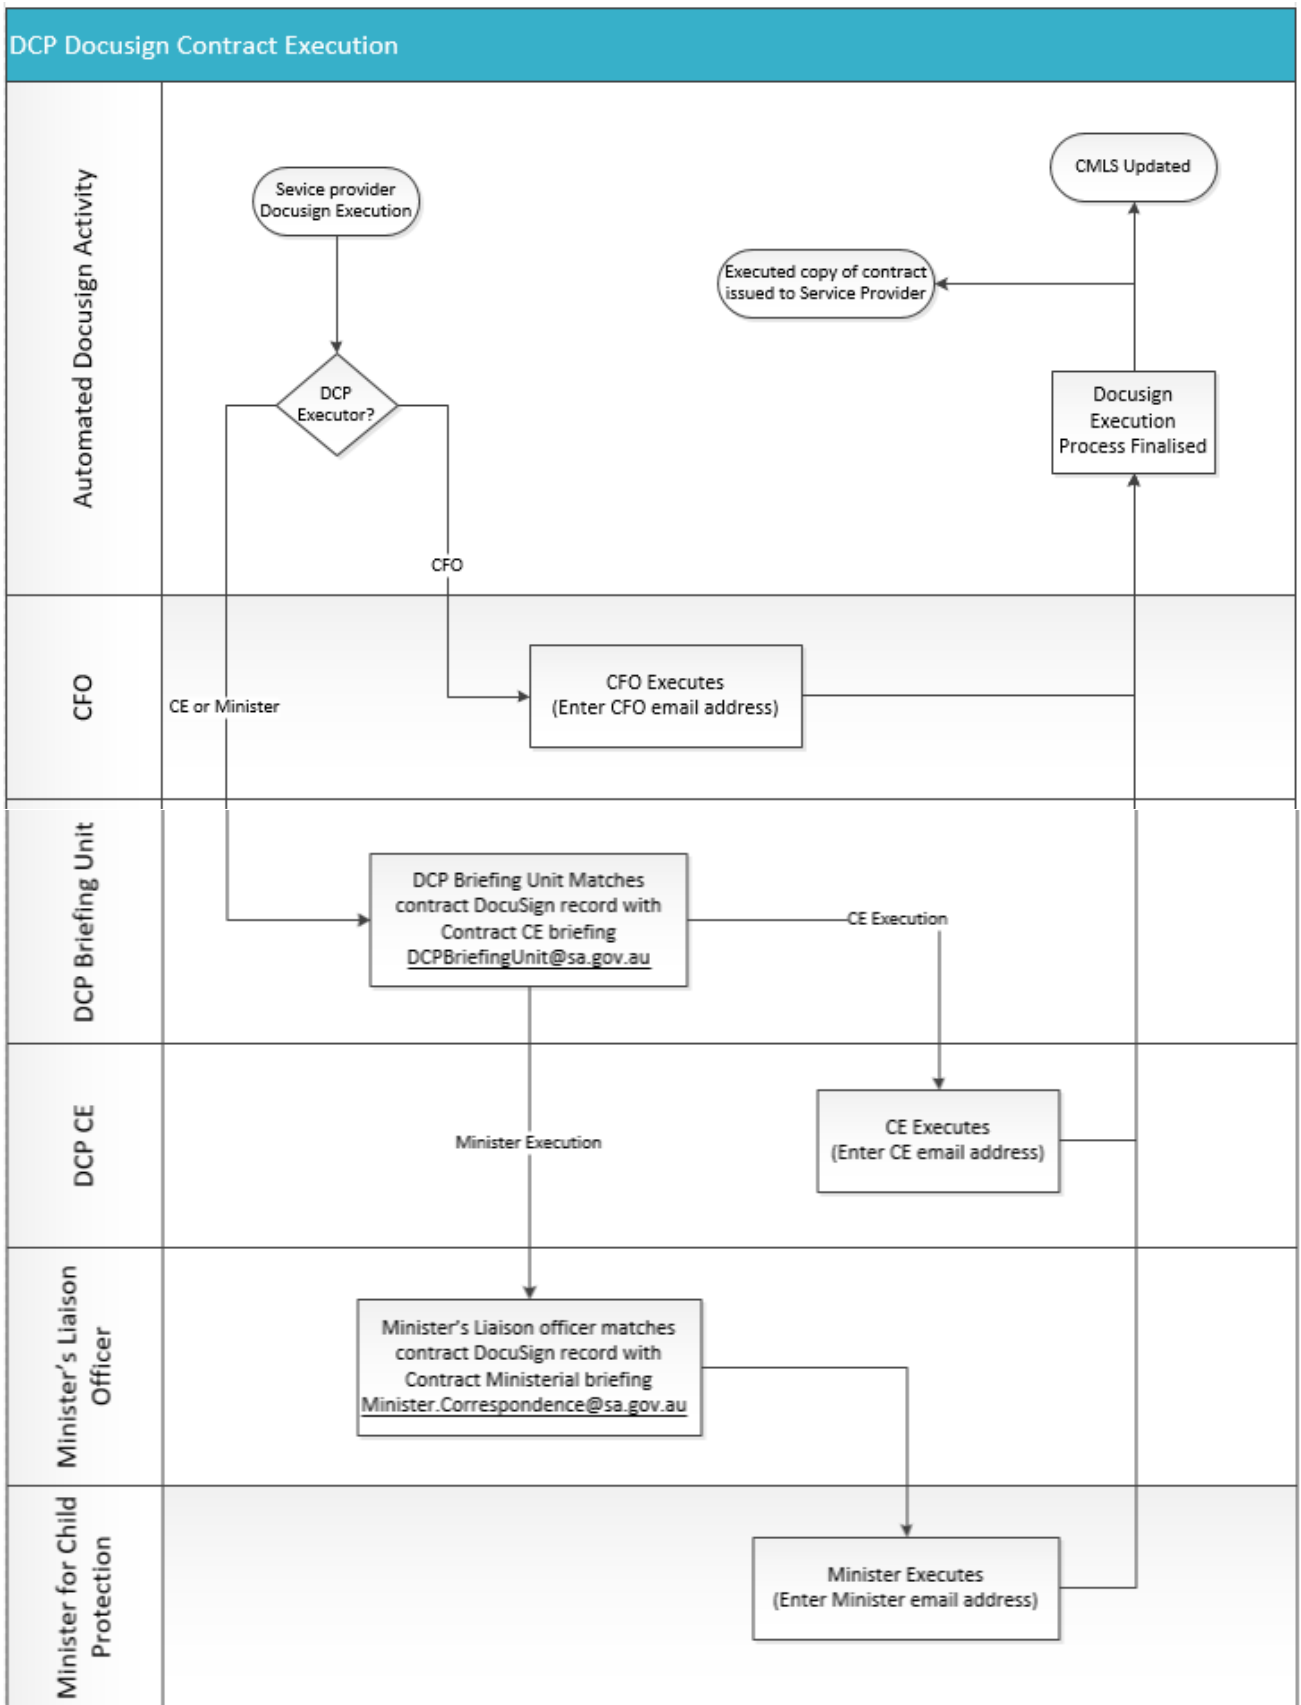 DCP Docusign Contract Execution
Automated Docusign Activity
Sevice provider
Docusign Execution
DCP
Executor?
CFO
CMLS Updated
Executed copy of contract
issued to Service Provider
Docusign
Execution
Process Finalised
CFO
CE or Minister
CFO Executes
(Enter CFO email address)
DCP Briefing Unit
DCP Briefing Unit Matches
contract DocuSign record with
Contract CE briefing
DCPBriefingUnit@sa.gov.au
CE Execution
DCP CE
Minister Execution
CE Executes
(Enter CE email address)
Minister's Liaison
Officer
Minister's Liaison officer matches
contract DocuSign record with
Contract Ministerial briefing
Minister.Correspondence@sa.gov.au
Minister for Child
Protection
Minister Executes
(Enter Minister email address)